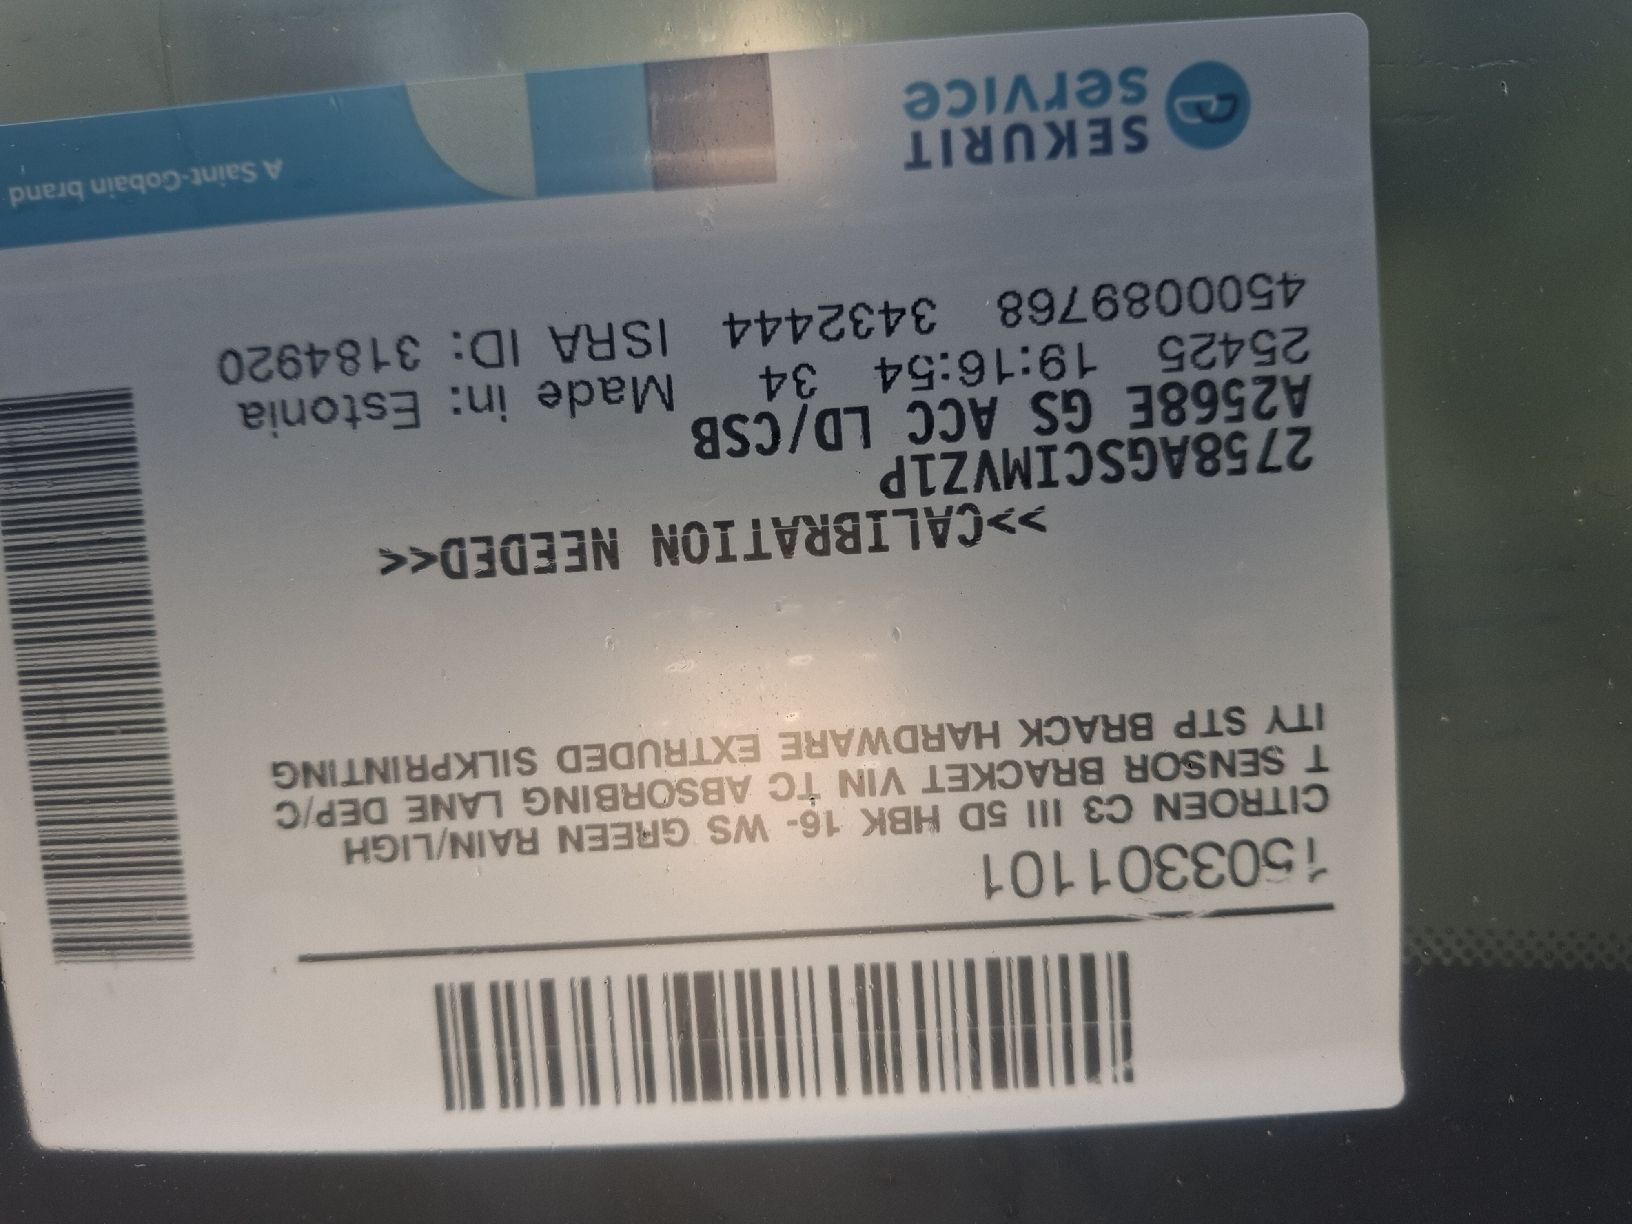 1503301101
CITROEN C3 III 5D HBK 16- WS GREEN RAIN/LIGH
T SENSOR BRACKET VIN TC ABSORBING LANE DEP/C
ITY STP BRACK HARDWARE EXTRUDED SILKPRINTING
>>CALIBRATION NEEDED<<
2758AGSCIMVZ1P
A2568E GS ACC LD/CSB
25425 19:16:54 34 Made in: Estonia
4500089768 3432444 ISRA ID: 3184920
SEKURIT
service
A Saint-Gobain brand